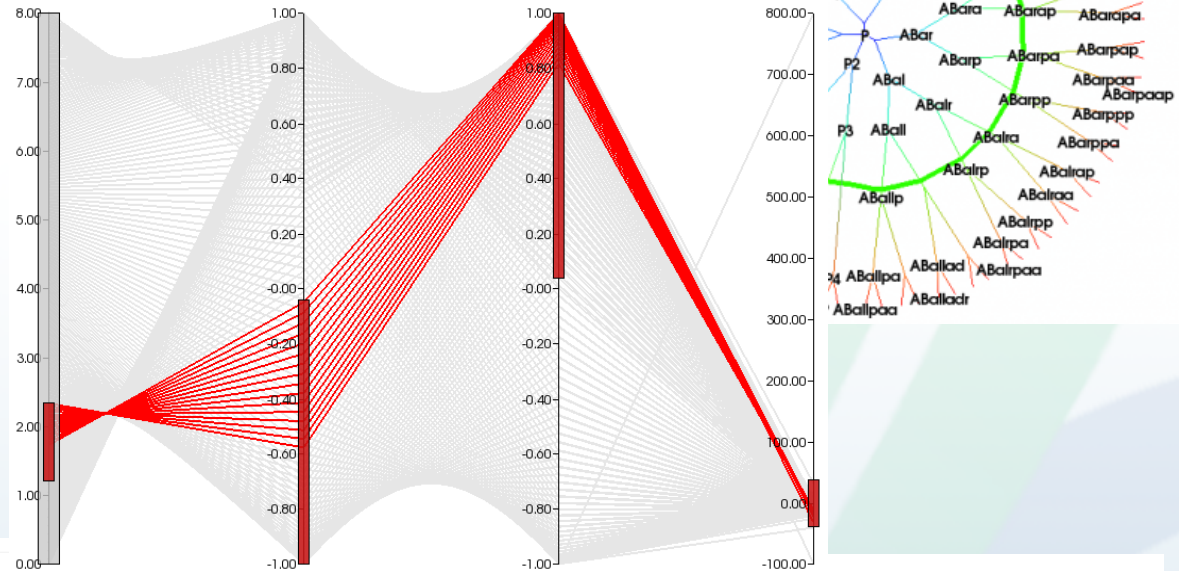 8.00
7.00
6.00
5.00
4.00
3.00
2.00
1.00
0.00
1.00
0.80
0.60
0.40
0.20
-0.00
-0.20
-0.40
-0.60
-0.80
-1.00
1.00
0.80
0.60
0.40
0.20
-0.00
-0.20
-0.40
-0.60
-0.80
-1.00
800.00
700.00
600.00
500.00
400.00
300.00
200.00
100.00
0.00
-100.00
ABara
ABarap
ABarapa
P
ABar
ABarp
ABarpa
ABarpap
P2
ABal
ABarpaa
ABarpaap
ABalr
ABarpp
ABarppp
P3
ABall
ABalra
ABarppa
ABalrp
ABalrap
ABallp
ABalraa
ABalrpp
ABalrpa
P4
ABallpa
ABallad
ABalrpaa
ABalladr
ABallpaa